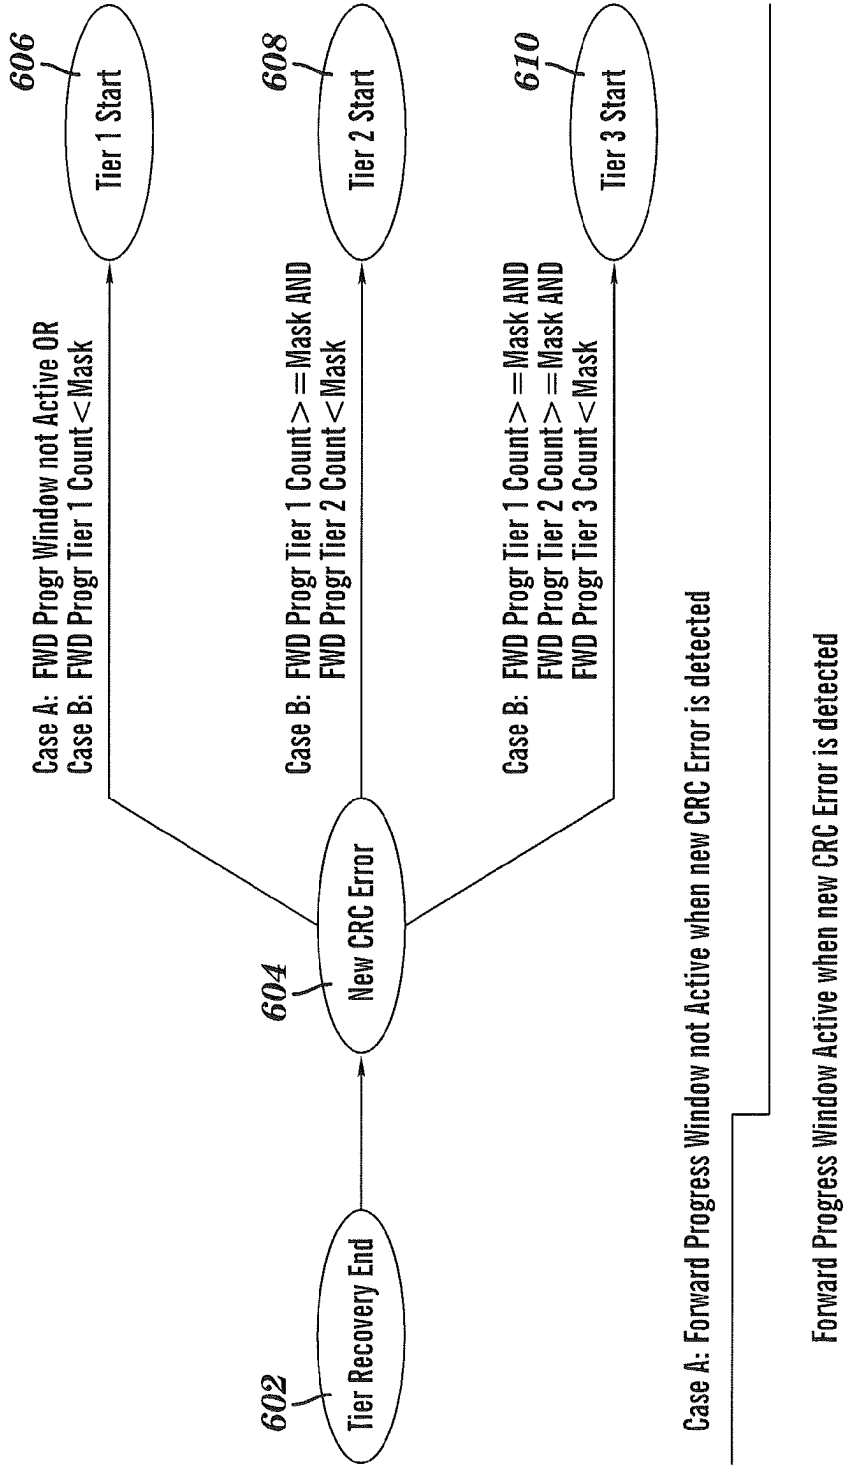 606
Tier 1 Start
Case A: FWD Progr Window not Active OR
Case B: FWD Progr Tier 1 Count<Mask
608
Tier 2 Start
Case B: FWD Progr Tier 1 Count>=Mask AND
FWD Progr Tier 2 Count<Mask
610
Tier 3 Start
Case B: FWD Progr Tier 1 Count>=Mask AND
FWD Progr Tier 2 Count>=Mask AND
FWD Progr Tier 3 Count<Mask
604
New CRC Error
602
Tier Recovery End
Case A: Forward Progress Window not Active when new CRC Error is detected
Forward Progress Window Active when new CRC Error is detected